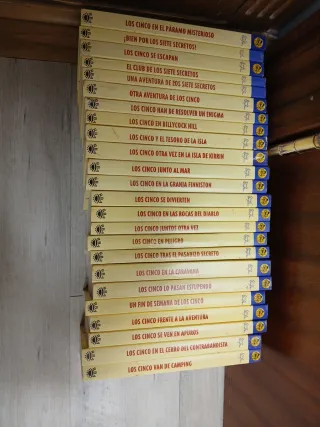 LOS CINCO EN EL PÁRAMO MISTERIOSO
¡BIEN POR LOS SIETE SECRETOS!
LOS CINCO SE ESCAPAN
EL CLUB DE LOS SIETE SECRETOS
UNA AVENTURA DE LOS SIETE SECRETOS
OTRA AVENTURA DE LOS CINCO
LOS CINCO HAN DE RESOLVER UN ENIGMA
LOS CINCO EN BILLYCOCK HILL
LOS CINCO Y EL TESORO DE LA ISLA
LOS CINCO OTRA VEZ EN LA ISLA DE KIRRIN
LOS CINCO JUNTO AL MAR
LOS CINCO EN LA GRANJA FINNISTON
LOS CINCO SE DIVIERTEN
LOS CINCO EN LAS ROCAS DEL DIABLO
LOS CINCO JUNTOS OTRA VEZ
LOS CINCO EN PELIGRO
LOS CINCO TRAS EL PASADIZO SECRETO
LOS CINCO EN LA CARAVANA
LOS CINCO LO PASAN ESTUPENDO
UN FIN DE SEMANA DE LOS CINCO
LOS CINCO FRENTE A LA AVENTURA
LOS CINCO SE VEN EN APUROS
LOS CINCO EN EL CERRO DEL CONTRABANDISTA
LOS CINCO VAN DE CAMPING